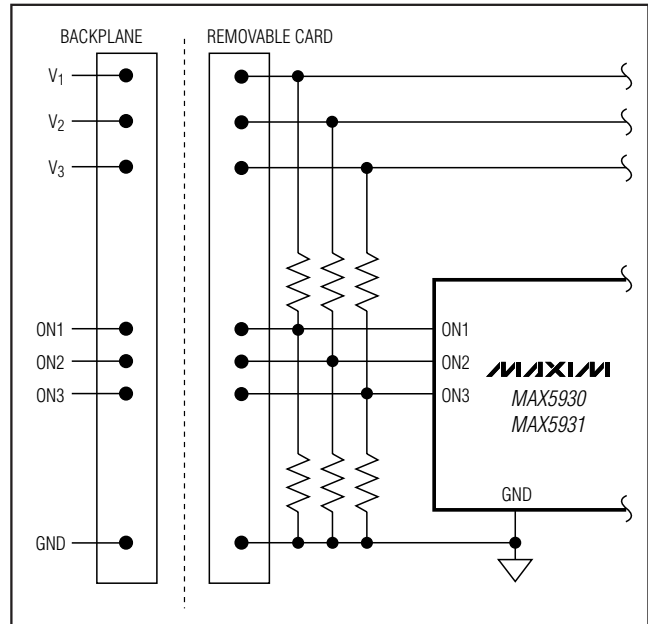 BACKPLANE
REMOVABLE CARD
V1
V2
V3
ON1
ON2
ON3
GND
ON1
ON2
ON3
MAXIM
MAX5930
MAX5931
GND